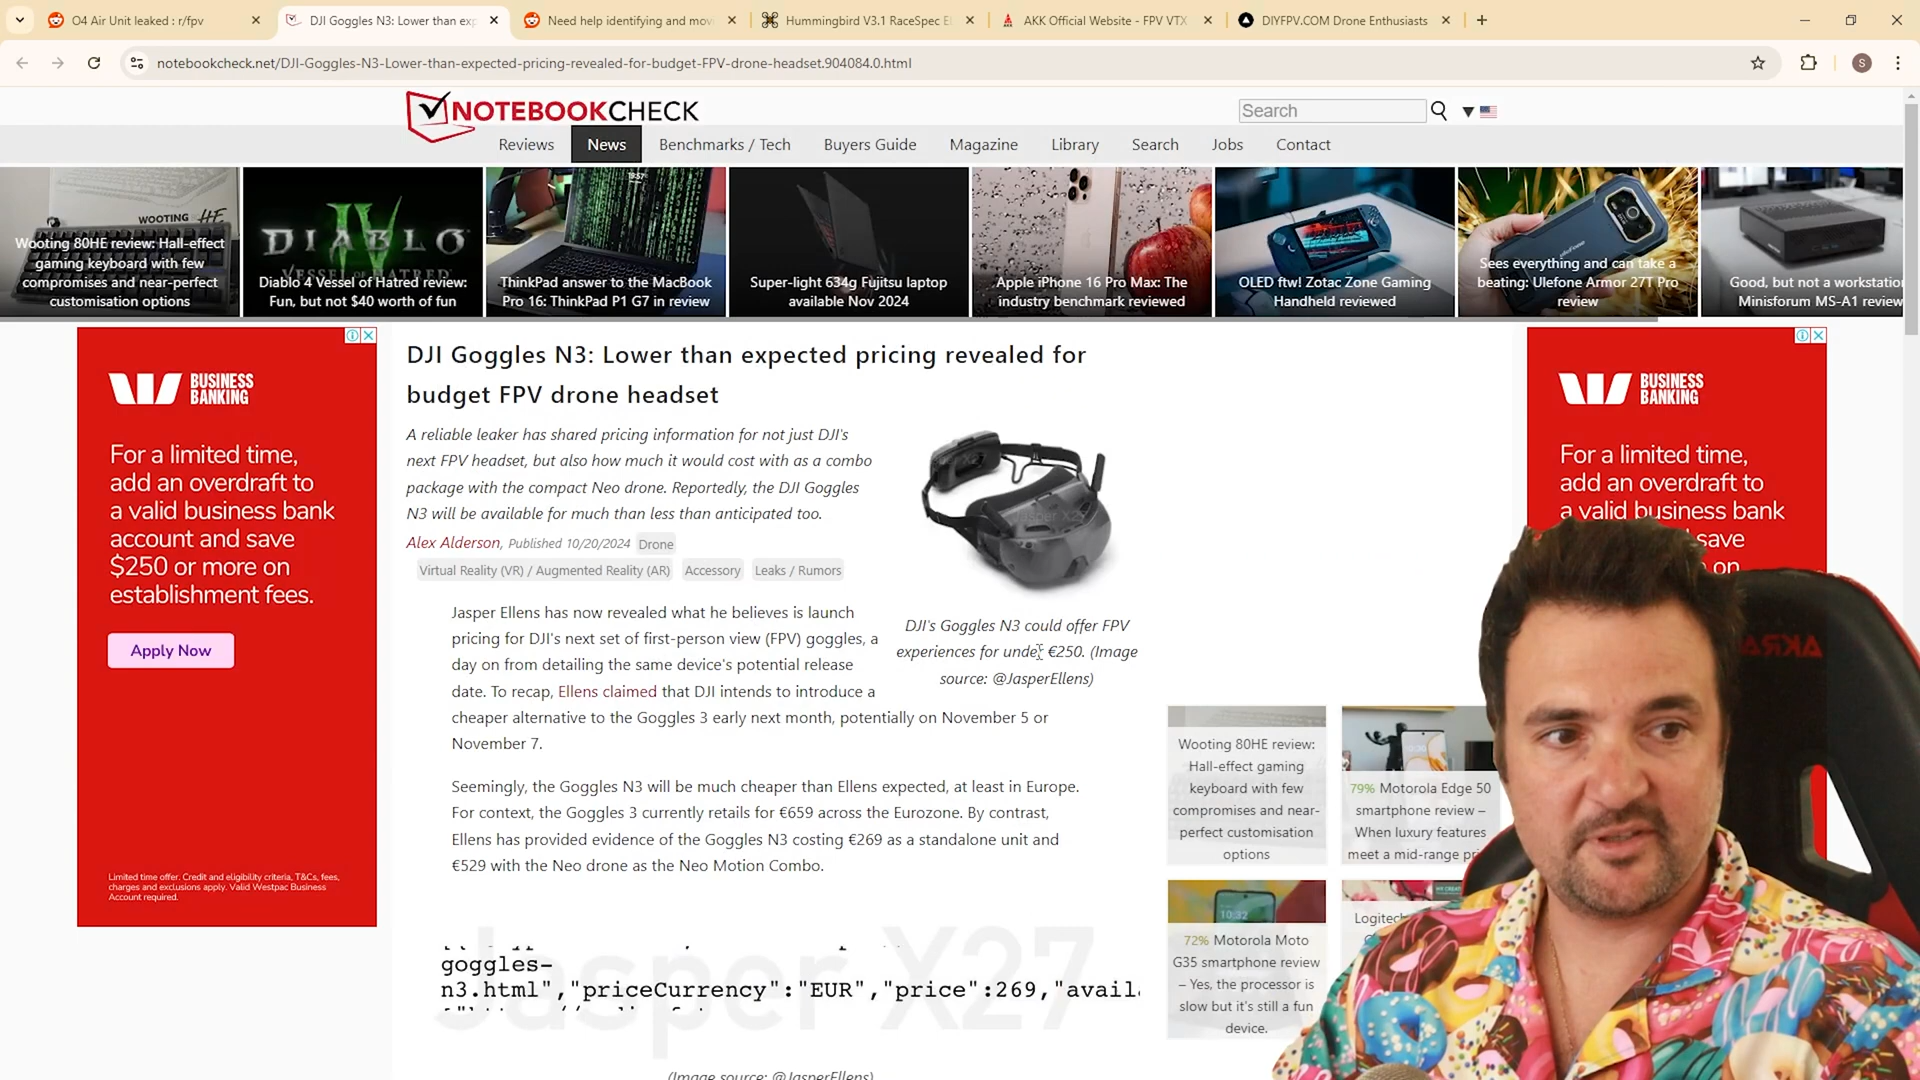 O4 Air Unit leaked : r/fpv
DJI Goggles N3: Lower than exp
Need help identifying and mov
Hummingbird V3.1 RaceSpec E
AKK Official Website - FPV VTX
DIYFPV.COM Drone Enthusiasts
notebookcheck.net/DJI-Goggles-N3-Lower-than-expected-pricing-revealed-for-budget-FPV-drone-headset.904084.0.html
S
NOTEBOOKCHECK
Search
Reviews
News
Benchmarks / Tech
Buyers Guide
Magazine
Library
Search
Jobs
Contact
WOOTING HE
Wooting 80HE review: Hall-effect
gaming keyboard with few
compromises and near-perfect
customisation options
DIABLO
IV
VESSEL OF HATRED
Diablo 4 Vessel of Hatred review:
Fun, but not $40 worth of fun
ThinkPad answer to the MacBook
Pro 16: ThinkPad P1 G7 in review
Super-light 634g Fujitsu laptop
available Nov 2024
Apple iPhone 16 Pro Max: The
industry benchmark reviewed
OLED ftw! Zotac Zone Gaming
Handheld reviewed
Sees everything and can take a
beating: Ulefone Armor 27T Pro
review
Good, but not a workstatio
Minisforum MS-A1 review
BUSINESS
BANKING
For a limited time,
add an overdraft to
a valid business bank
account and save
$250 or more on
establishment fees.
Apply Now
Limited time offer. Credit and eligibility criteria, T&Cs, fees,
charges and exclusions apply. Valid Westpac Business
Account required.
DJI Goggles N3: Lower than expected pricing revealed for
budget FPV drone headset
A reliable leaker has shared pricing information for not just DJI's
next FPV headset, but also how much it would cost with as a combo
package with the compact Neo drone. Reportedly, the DJI Goggles
N3 will be available for much than less than anticipated too.
Alex Alderson, Published 10/20/2024 Drone
Virtual Reality (VR) / Augmented Reality (AR) Accessory Leaks / Rumors
DJI's Goggles N3 could offer FPV
experiences for under €250. (Image
source: @JasperEllens)
Jasper Ellens has now revealed what he believes is launch
pricing for DJI's next set of first-person view (FPV) goggles, a
day on from detailing the same device's potential release
date. To recap, Ellens claimed that DJI intends to introduce a
cheaper alternative to the Goggles 3 early next month, potentially on November 5 or
November 7.
Seemingly, the Goggles N3 will be much cheaper than Ellens expected, at least in Europe.
For context, the Goggles 3 currently retails for €659 across the Eurozone. By contrast,
Ellens has provided evidence of the Goggles N3 costing €269 as a standalone unit and
€529 with the Neo drone as the Neo Motion Combo.
Jasper X27
goggles-
n3.html","priceCurrency":"EUR","price":269,"avail
(Image source: @JasperEllens)
Wooting 80HE review:
Hall-effect gaming
keyboard with few
compromises and near-
perfect customisation
options
79% Motorola Edge 50
smartphone review –
When luxury features
meet a mid-range pri
72% Motorola Moto
G35 smartphone review
– Yes, the processor is
slow but it's still a fun
device.
Logitech
BUSINESS
BANKING
For a limited time,
add an overdraft to
a valid business bank
save
on
AKRACING